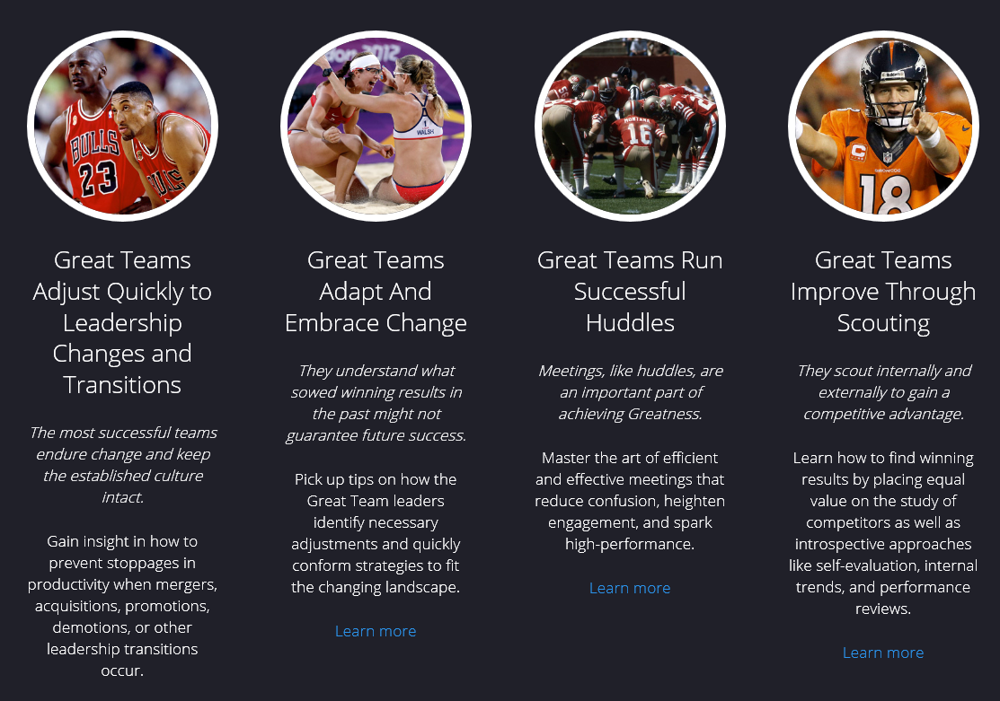 BULLS
23
BULLS
don 2012
1
WALSH
MONTANA
16
Riddell
C
NFL
BRONCOS
18
Great Teams
Adjust Quickly to
Leadership
Changes and
Transitions
The most successful teams
endure change and keep
the established culture
intact.
Gain insight in how to
prevent stoppages in
productivity when mergers,
acquisitions, promotions,
demotions, or other
leadership transitions
occur.
Great Teams
Adapt And
Embrace Change
They understand what
sowed winning results in
the past might not
guarantee future success.
Pick up tips on how the
Great Team leaders
identify necessary
adjustments and quickly
conform strategies to fit
the changing landscape.
Learn more
Great Teams Run
Successful
Huddles
Meetings, like huddles, are
an important part of
achieving Greatness.
Master the art of efficient
and effective meetings that
reduce confusion, heighten
engagement, and spark
high-performance.
Learn more
Great Teams
Improve Through
Scouting
They scout internally and
externally to gain a
competitive advantage.
Learn how to find winning
results by placing equal
value on the study of
competitors as well as
introspective approaches
like self-evaluation, internal
trends, and performance
reviews.
Learn more